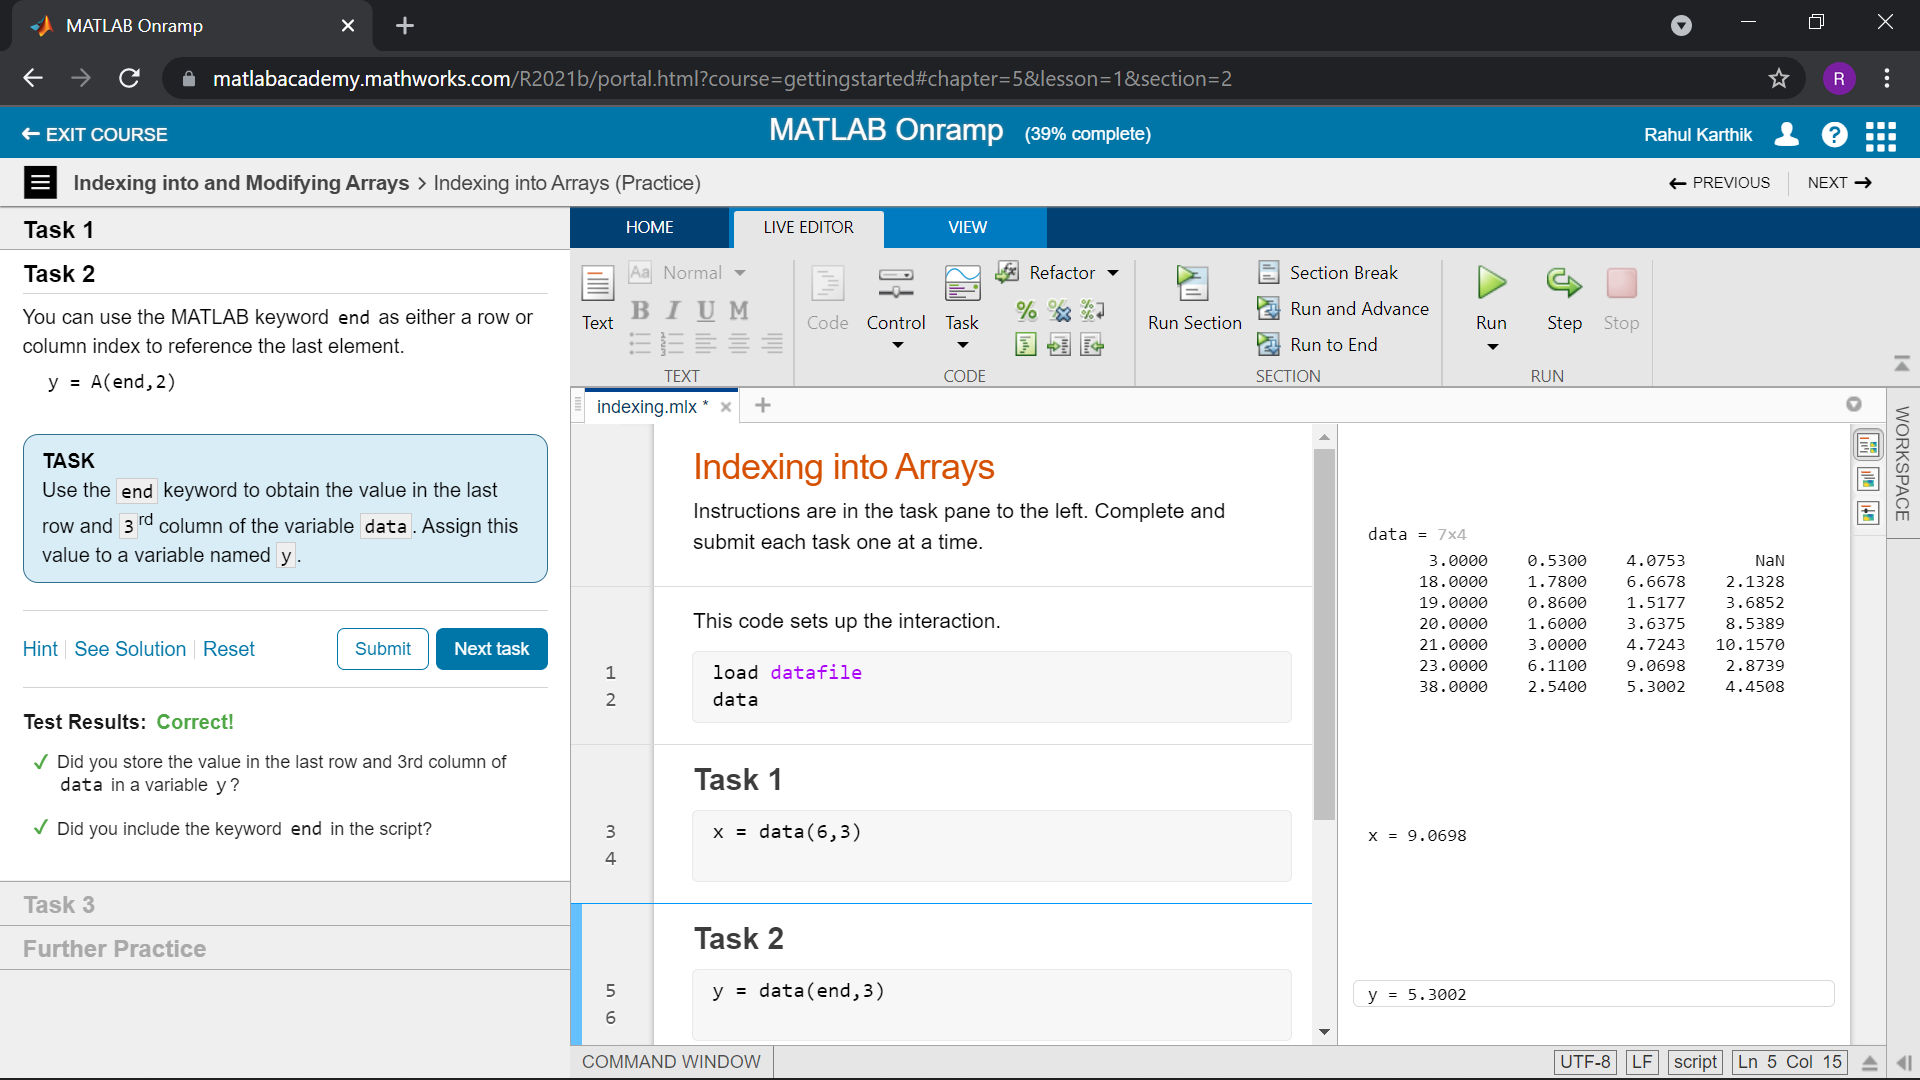 MATLAB Onramp
matlabacademy.mathworks.com/R2021b/portal.html?course=gettingstarted#chapter=5&lesson=1&section=2
R
EXIT COURSE
MATLAB Onramp (39% complete)
Rahul Karthik
?
Indexing into and Modifying Arrays > Indexing into Arrays (Practice)
PREVIOUS
NEXT
Task 1
Task 2
You can use the MATLAB keyword end as either a row or
column index to reference the last element.
y = A(end,2)
TASK
Use the end keyword to obtain the value in the last
row and 3rd column of the variable data. Assign this
value to a variable named y.
Hint
See Solution
Reset
Submit
Next task
Test Results: Correct!
Did you store the value in the last row and 3rd column of
data in a variable y?
Did you include the keyword end in the script?
Task 3
Further Practice
HOME
LIVE EDITOR
VIEW
Text
Aa Normal
B I U M
TEXT
Code
Control
Task
Refactor
CODE
Run Section
Section Break
Run and Advance
Run to End
SECTION
Run
Step
Stop
RUN
indexing.mlx *
WORKSPACE
Indexing into Arrays
Instructions are in the task pane to the left. Complete and
submit each task one at a time.
This code sets up the interaction.
1 load datafile
2 data
Task 1
3 x = data(6,3)
4
Task 2
5 y = data(end,3)
6
data = 7×4
3.0000 0.5300 4.0753 NaN
18.0000 1.7800 6.6678 2.1328
19.0000 0.8600 1.5177 3.6852
20.0000 1.6000 3.6375 8.5389
21.0000 3.0000 4.7243 10.1570
23.0000 6.1100 9.0698 2.8739
38.0000 2.5400 5.3002 4.4508
x = 9.0698
y = 5.3002
COMMAND WINDOW
UTF-8
LF
script
Ln 5 Col 15